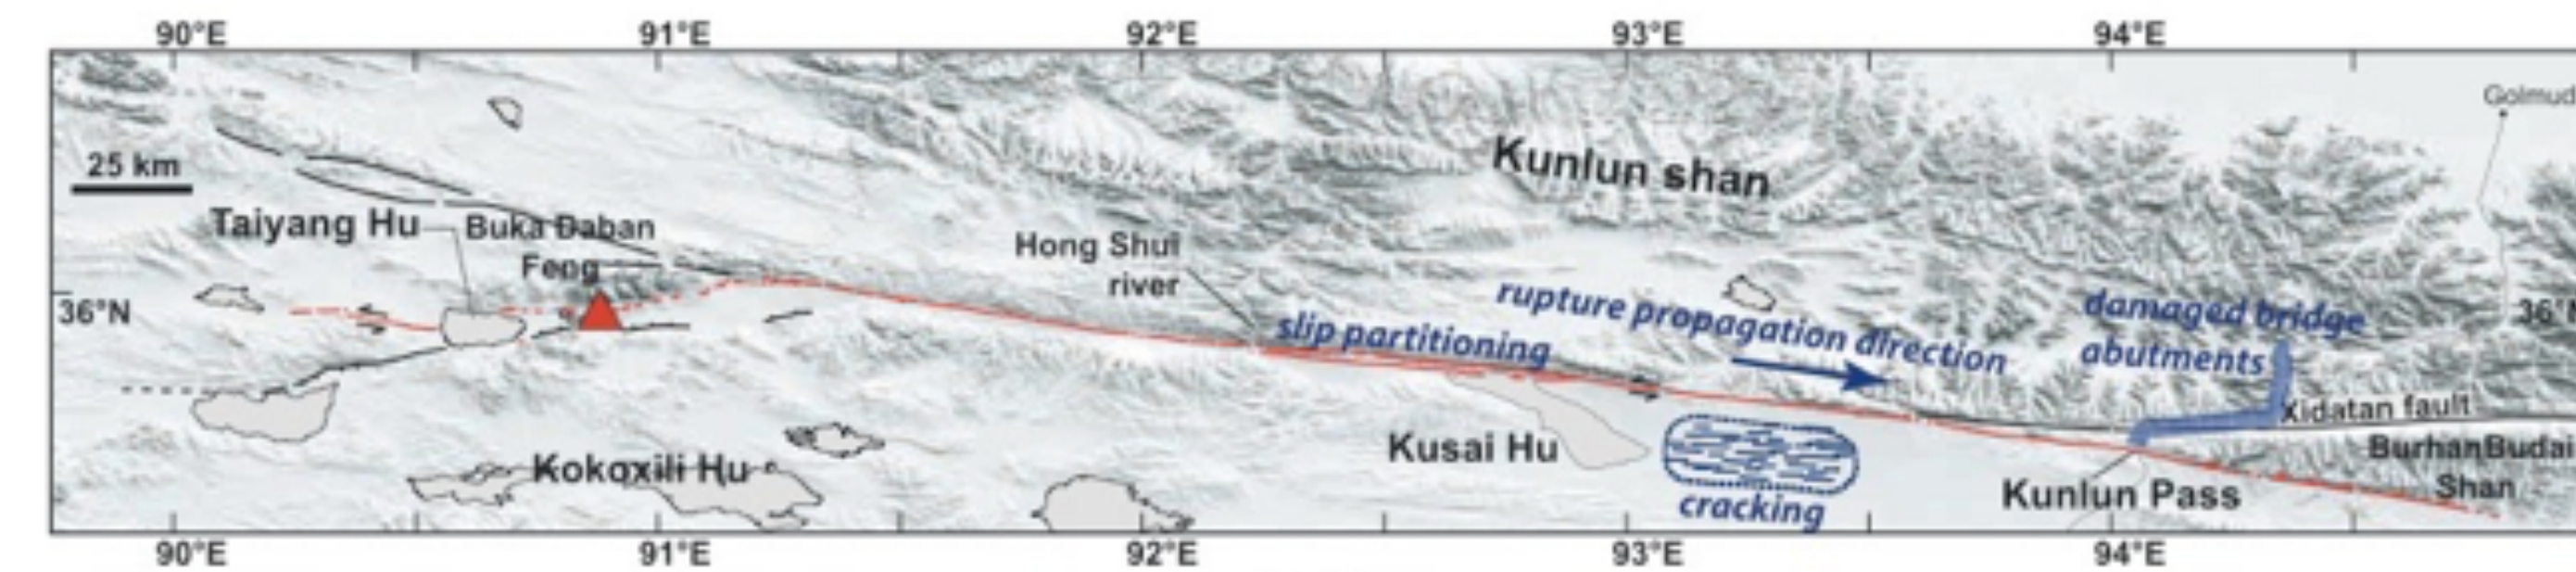 90°E 91°E 92°E 93°E 94°E
Golmud
25 km
Kunlun shan
Taiyang Hu
Buka Daban
Feng
Hong Shui
river
36°N
rupture propagation direction
damaged bridge
abutments
36°N
slip partitioning
Xidatan fault
Kusai Hu
BurhanBudai
Shan
Kokoxili Hu
Kunlun Pass
cracking
90°E 91°E 92°E 93°E 94°E